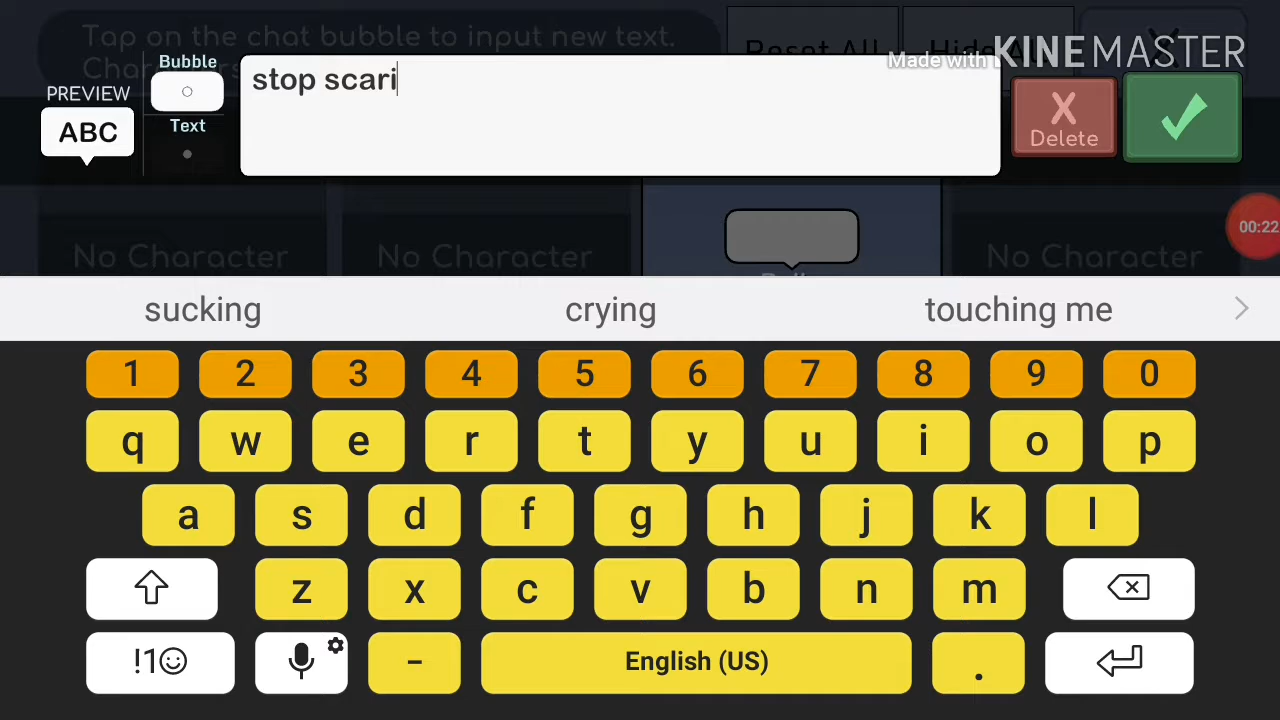 Tap on the chat bubble to input new text.
Reset All
Made with
KINEMASTER
Bubble
Text
PREVIEW
ABC
stop scari
X
Delete
00:22
No Character
No Character
No Character
sucking
crying
touching me
1 2 3 4 5 6 7 8 9 0
q w e r t y u i o p
a s d f g h j k l
z x c v b n m
!1☺
-
English (US)
.